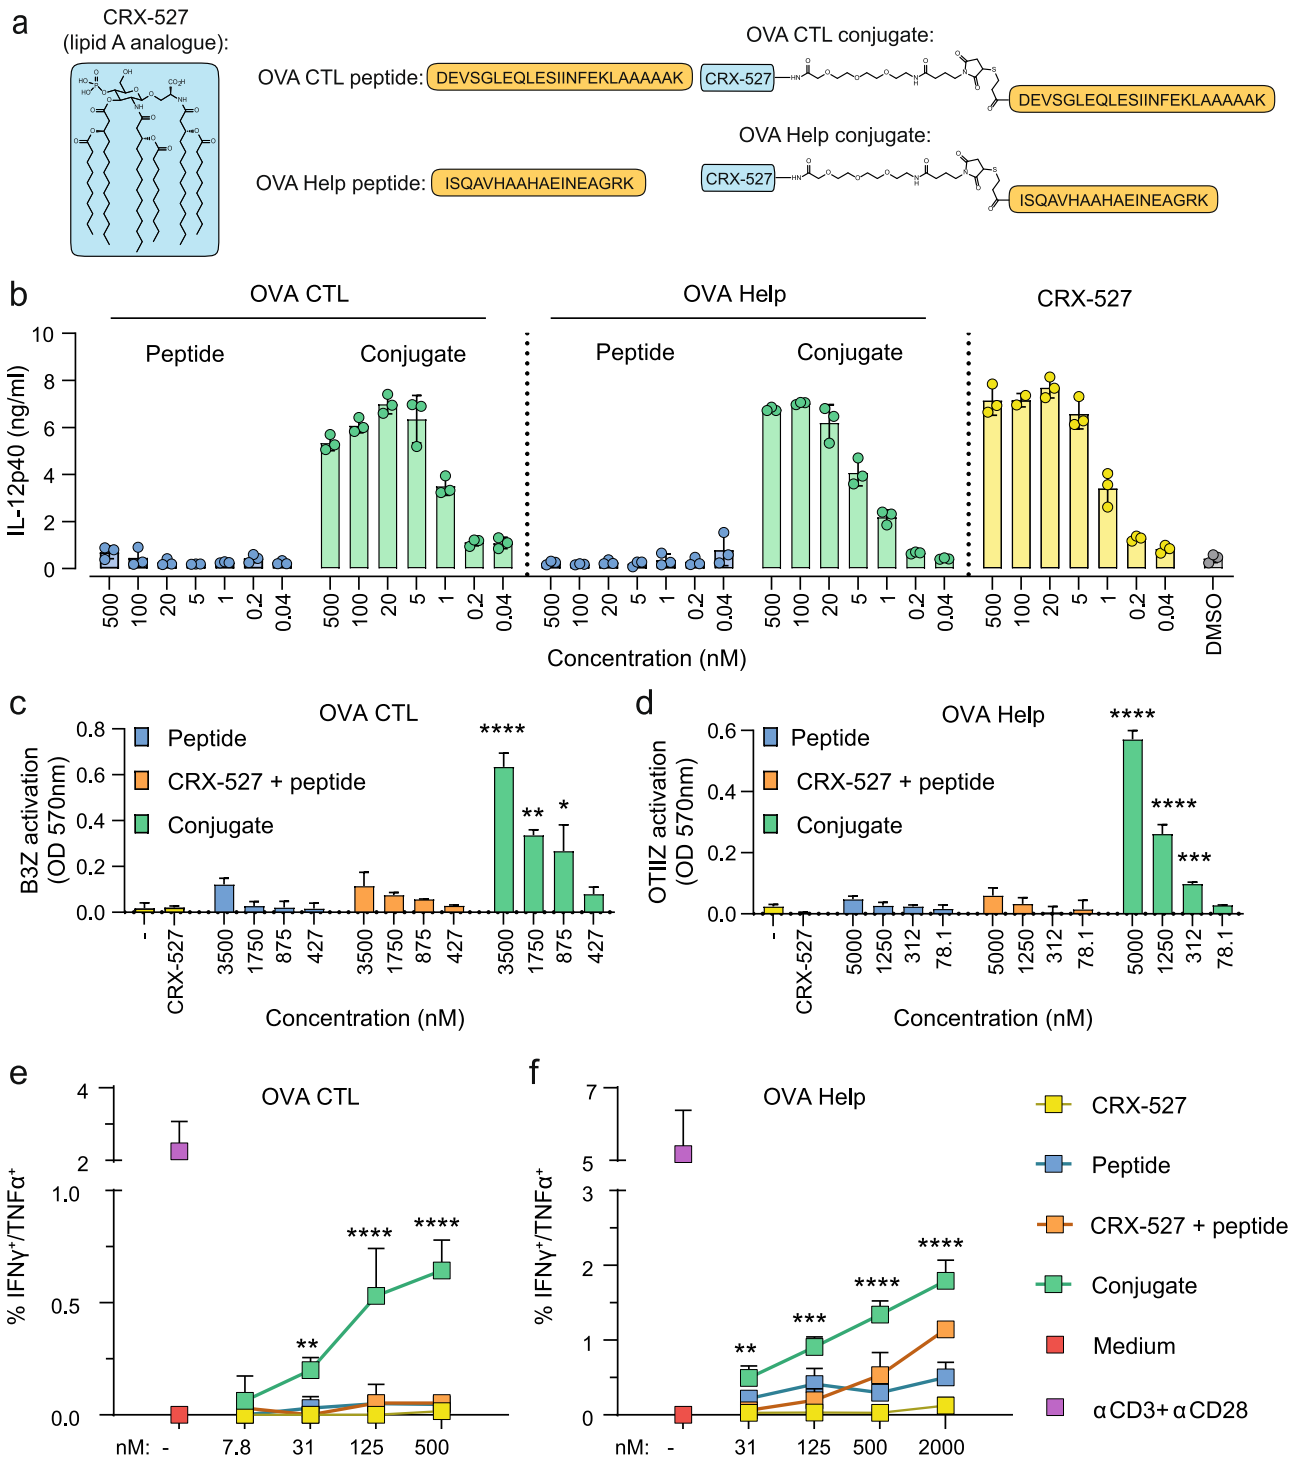 a
CRX-527
(lipid A analogue):
OVA CTL peptide:
DEVSGLEQLESIINFEKLAAAAAK
OVA CTL conjugate:
CRX-527
DEVSGLEQLESIINFEKLAAAAAK
OVA Help peptide:
ISQAVHAAHAEINEAGRK
OVA Help conjugate:
CRX-527
ISQAVHAAHAEINEAGRK
b
OVA CTL
OVA Help
CRX-527
Peptide
Conjugate
Peptide
Conjugate
IL-12p40 (ng/ml)
10
8
6
4
2
0
500 100 20 5 1 0.2 0.04
500 100 20 5 1 0.2 0.04
500 100 20 5 1 0.2 0.04
500 100 20 5 1 0.2 0.04
500 100 20 5 1 0.2 0.04
DMSO
Concentration (nM)
c
OVA CTL
B3Z activation
(OD 570nm)
0.8
0.6
0.4
0.2
0.0
Peptide
CRX-527 + peptide
Conjugate
****
**
*
- CRX-527
3500 1750 875 427
3500 1750 875 427
3500 1750 875 427
Concentration (nM)
d
OVA Help
OTIIZ activation
(OD 570nm)
0.6
0.4
0.2
0.0
Peptide
CRX-527 + peptide
Conjugate
****
****
***
- CRX-527
5000 1250 312 78.1
5000 1250 312 78.1
5000 1250 312 78.1
Concentration (nM)
e
OVA CTL
% IFNγ⁺/TNFα⁺
4
2
1.0
0.5
0.0
**
****
****
nM: - 7.8 31 125 500
f
OVA Help
% IFNγ⁺/TNFα⁺
7
5
3
2
1
0
**
***
****
****
nM: - 31 125 500 2000
CRX-527
Peptide
CRX-527 + peptide
Conjugate
Medium
αCD3+ αCD28